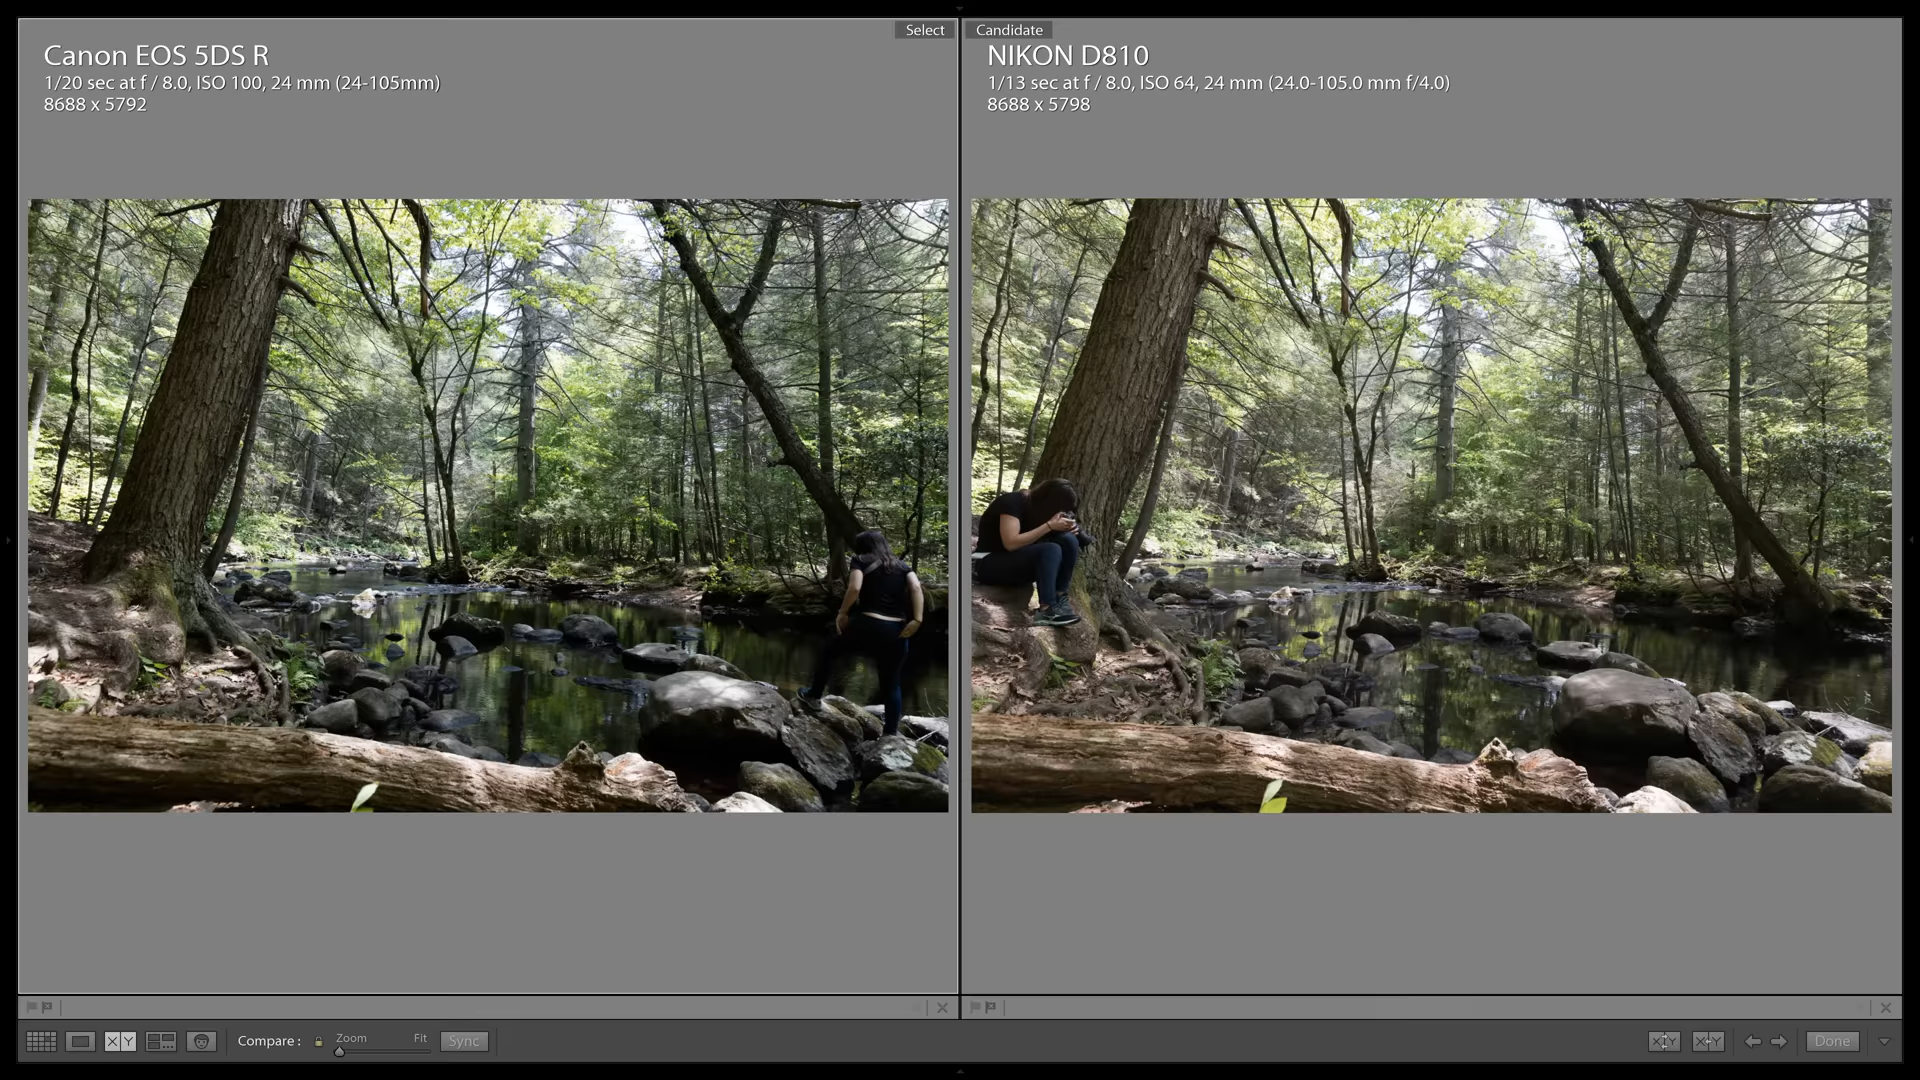 Select
Canon EOS 5DS R
1/20 sec at f / 8.0, ISO 100, 24 mm (24-105mm)
8688 x 5792
Candidate
NIKON D810
1/13 sec at f / 8.0, ISO 64, 24 mm (24.0-105.0 mm f/4.0)
8688 x 5798
X Y
Compare :
Zoom
Fit
Sync
X Y
X Y
Done